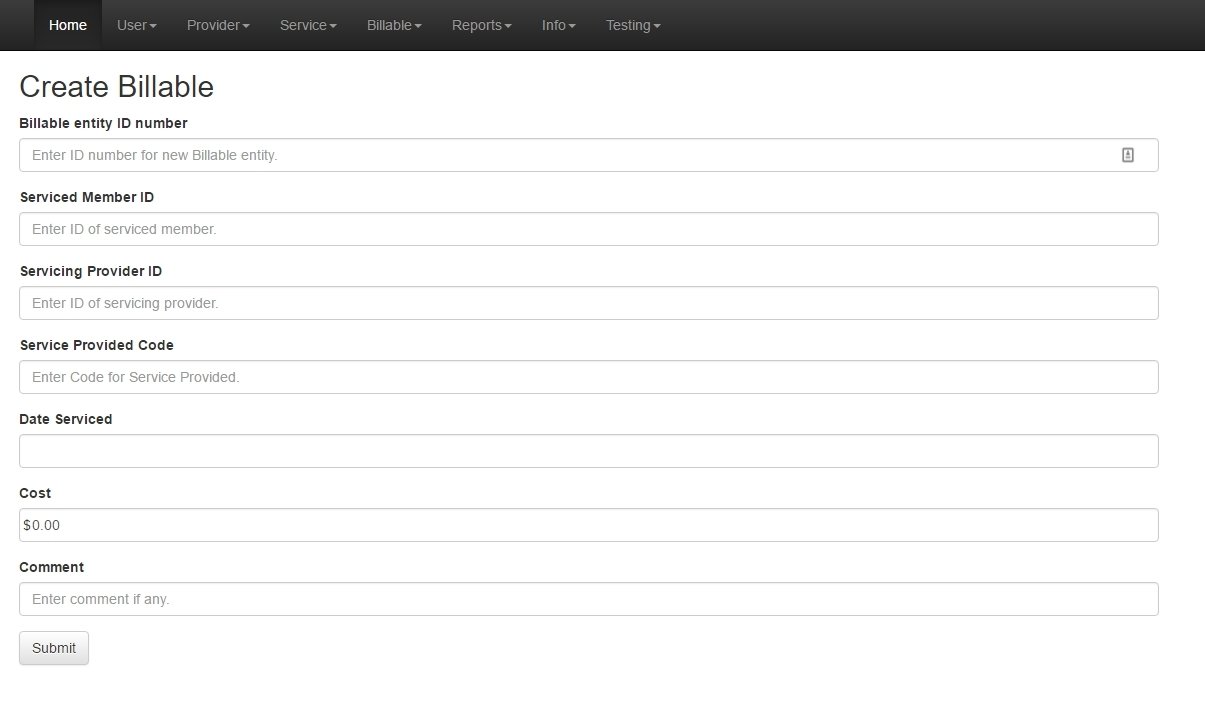 Home User Provider Service Billable Reports Info Testing
Create Billable
Billable entity ID number
Enter ID number for new Billable entity.
Serviced Member ID
Enter ID of serviced member.
Servicing Provider ID
Enter ID of servicing provider.
Service Provided Code
Enter Code for Service Provided.
Date Serviced
Cost
$0.00
Comment
Enter comment if any.
Submit